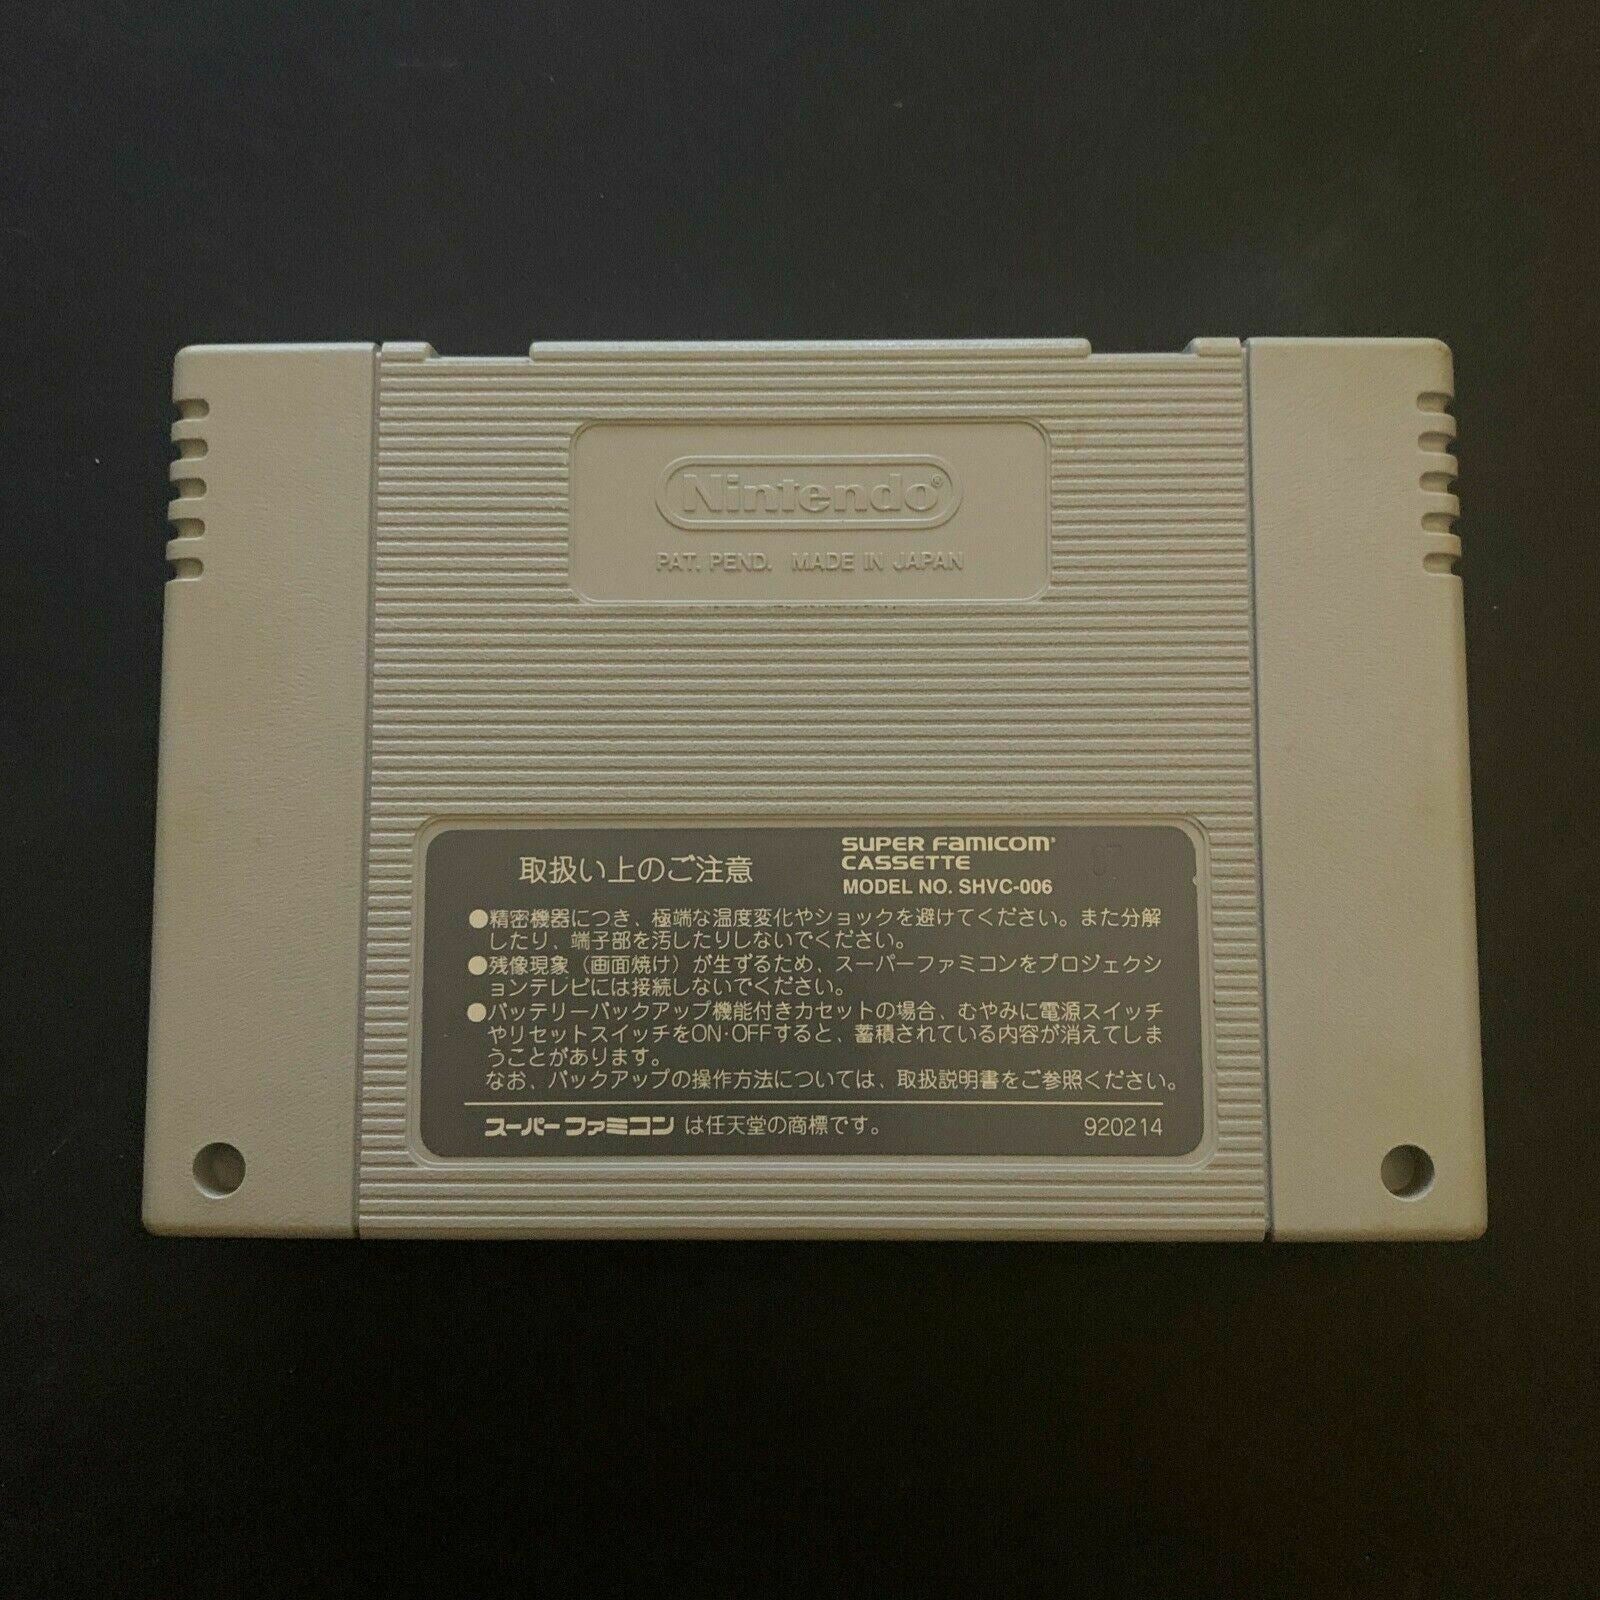 Nintendo®
PAT. PEND. MADE IN JAPAN
取扱い上のご注意
SUPER FAMICOM
CASSETTE
MODEL NO. SHVC-006
●精密機器につき、極端な温度変化やショックを避けてください。また分解
したり、端子部を汚したりしないでください。
●残像現象(画面焼け)が生ずるため、スーパーファミコンをプロジェクシ
ョンテレビには接続しないでください。
●バッテリーバックアップ機能付きカセットの場合、むやみに電源スイッチ
やリセットスイッチをON·OFFすると、蓄積されている内容が消えてしま
うことがあります。
なお、バックアップの操作方法については、取扱説明書をご参照ください。
スーパーファミコンは任天堂の商標です。
920214